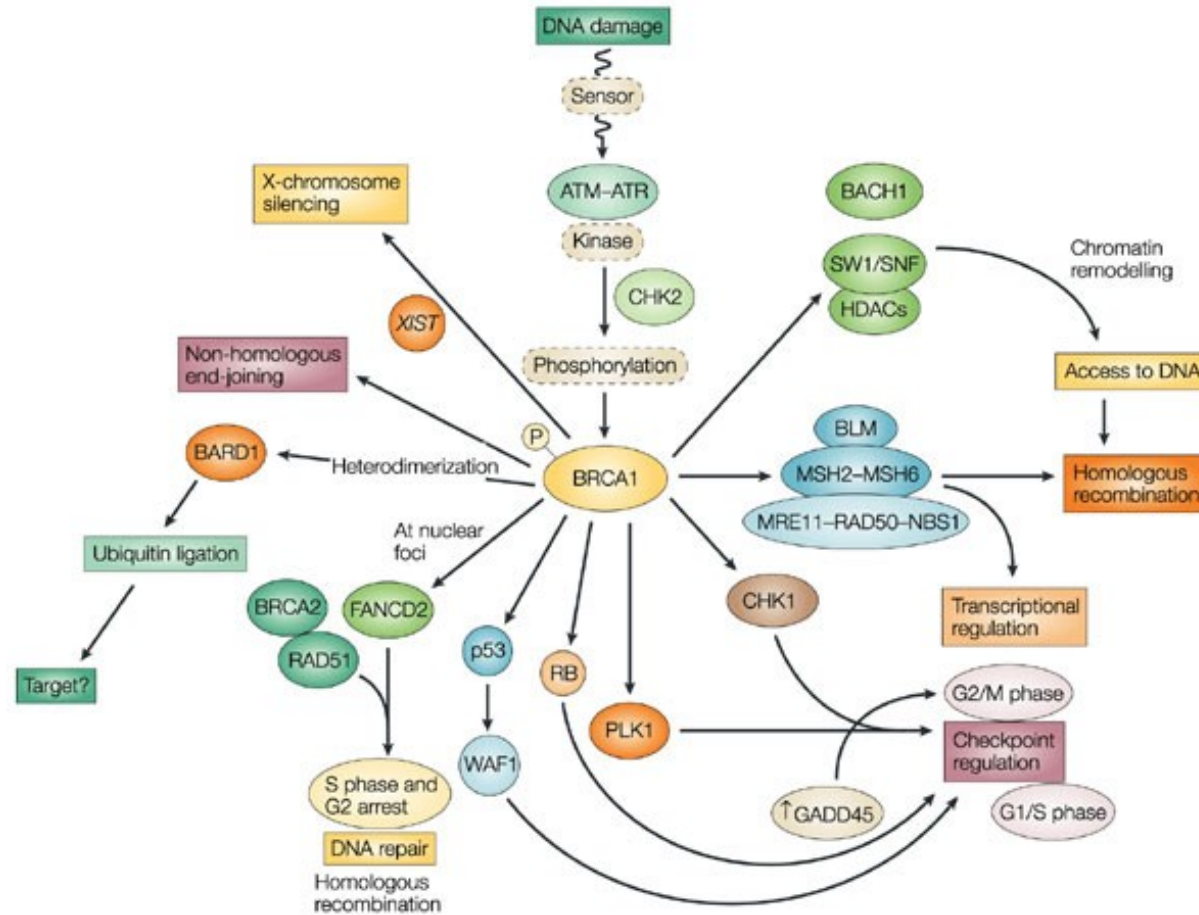 DNA damage
Sensor
X-chromosome
silencing
ATM–ATR
BACH1
Kinase
SW1/SNF
Chromatin
remodelling
CHK2
HDACs
XIST
Non-homologous
end-joining
Phosphorylation
Access to DNA
P
BLM
BARD1
Heterodimerization
BRCA1
MSH2–MSH6
Homologous
recombination
MRE11–RAD50–NBS1
At nuclear
foci
Ubiquitin ligation
BRCA2
FANCD2
CHK1
Transcriptional
regulation
RAD51
p53
RB
Target?
G2/M phase
PLK1
Checkpoint
regulation
WAF1
S phase and
G2 arrest
↑GADD45
G1/S phase
DNA repair
Homologous
recombination